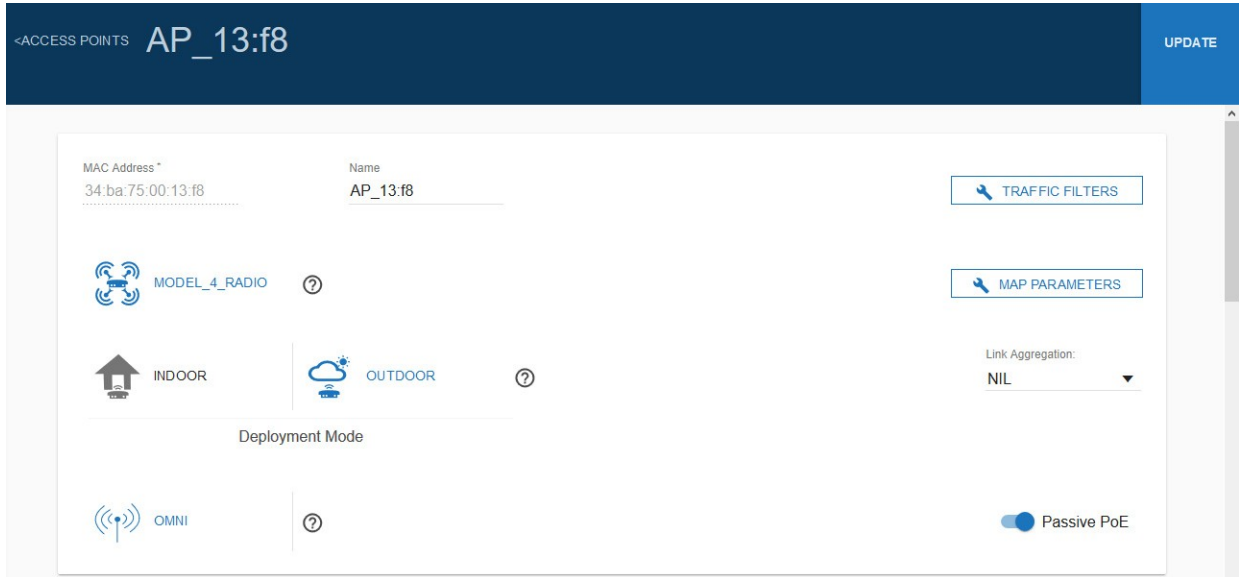 <ACCESS POINTS AP_13:f8
UPDATE
MAC Address *
34:ba:75:00:13:f8
Name
AP_13:f8
TRAFFIC FILTERS
MODEL_4_RADIO
MAP PARAMETERS
INDOOR
OUTDOOR
Link Aggregation:
NIL
Deployment Mode
OMNI
Passive PoE